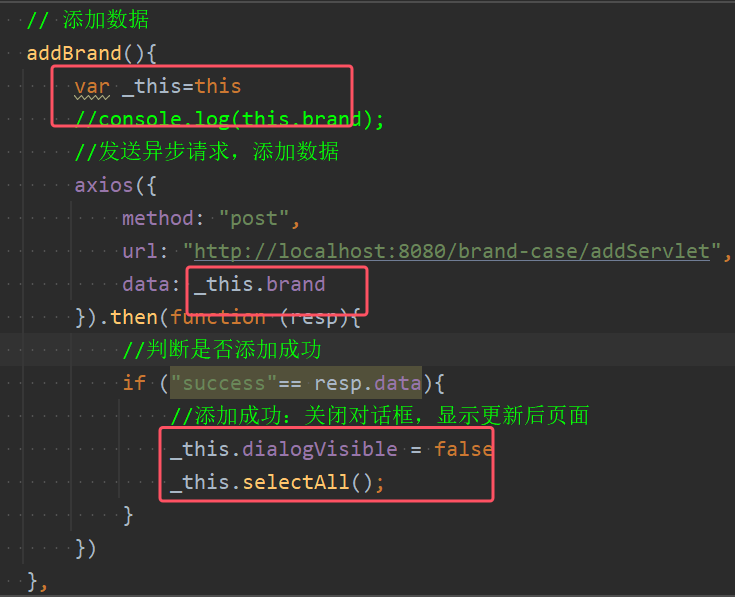 // 添加数据
addBrand(){
var _this=this
//console.log(this.brand);
//发送异步请求，添加数据
axios({
method: "post",
url: "http://localhost:8080/brand-case/addServlet",
data: _this.brand
}).then(function (resp){
//判断是否添加成功
if ("success"== resp.data){
//添加成功：关闭对话框，显示更新后页面
_this.dialogVisible = false
_this.selectAll();
}
})
},